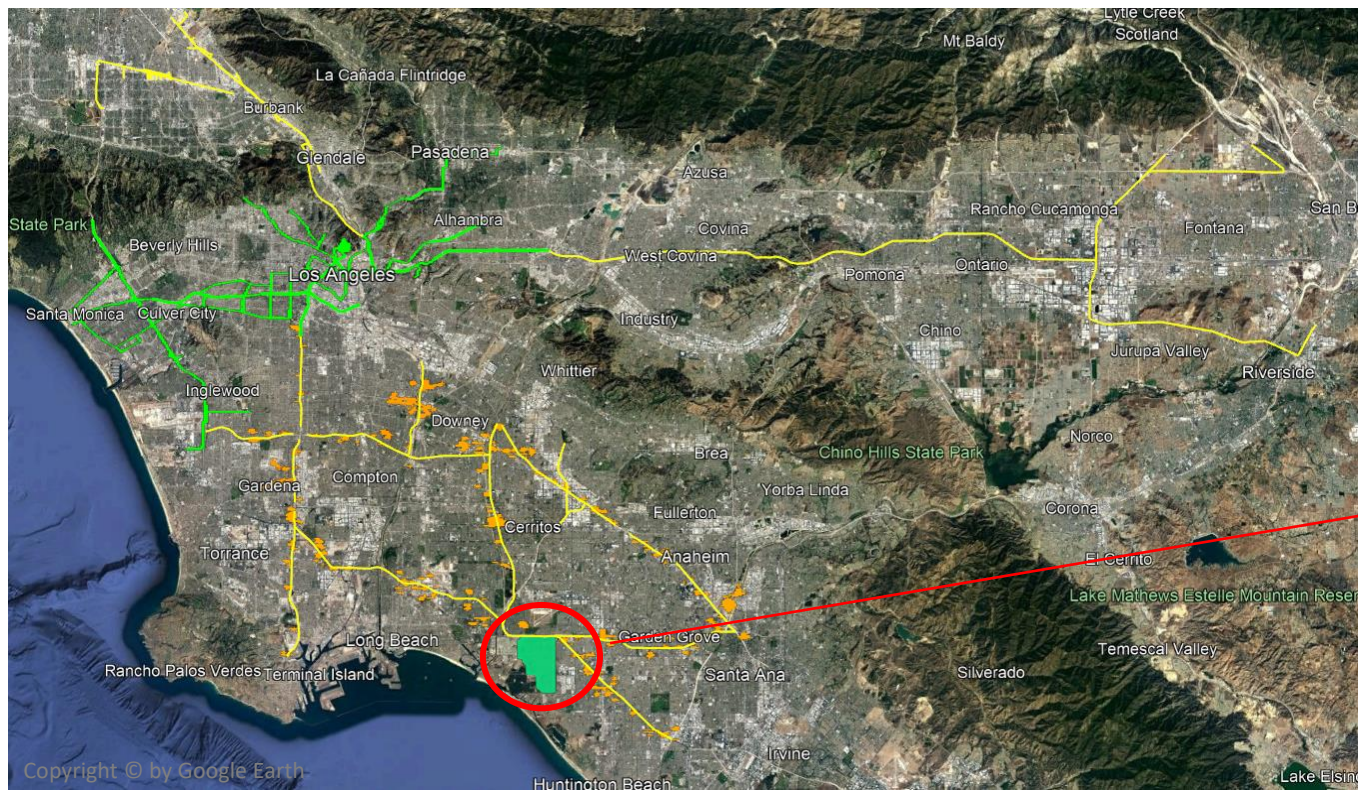 Lytle Creek
Scotland
Mt Baldy
La Cañada Flintridge
Burbank
Glendale
Pasadena
Azusa
Rancho Cucamonga
San B
State Park
Alhambra
Beverly Hills
Covina
Fontana
West Covina
Los Angeles
Pomona
Ontario
Santa Monica
Culver City
Industry
Chino
Jurupa Valley
Whittier
Riverside
Inglewood
Downey
Norco
Brea
Chino Hills State Park
Compton
Gardena
Yorba Linda
Fullerton
Corona
Cerritos
Torrance
Anaheim
El Cerrito
Lake Mathews Estelle Mountain Reser
Long Beach
Garden Grove
Temescal Valley
Rancho Palos Verdes
Terminal Island
Santa Ana
Silverado
Irvine
Copyright © by Google Earth
Huntington Beach
Lake Elsin